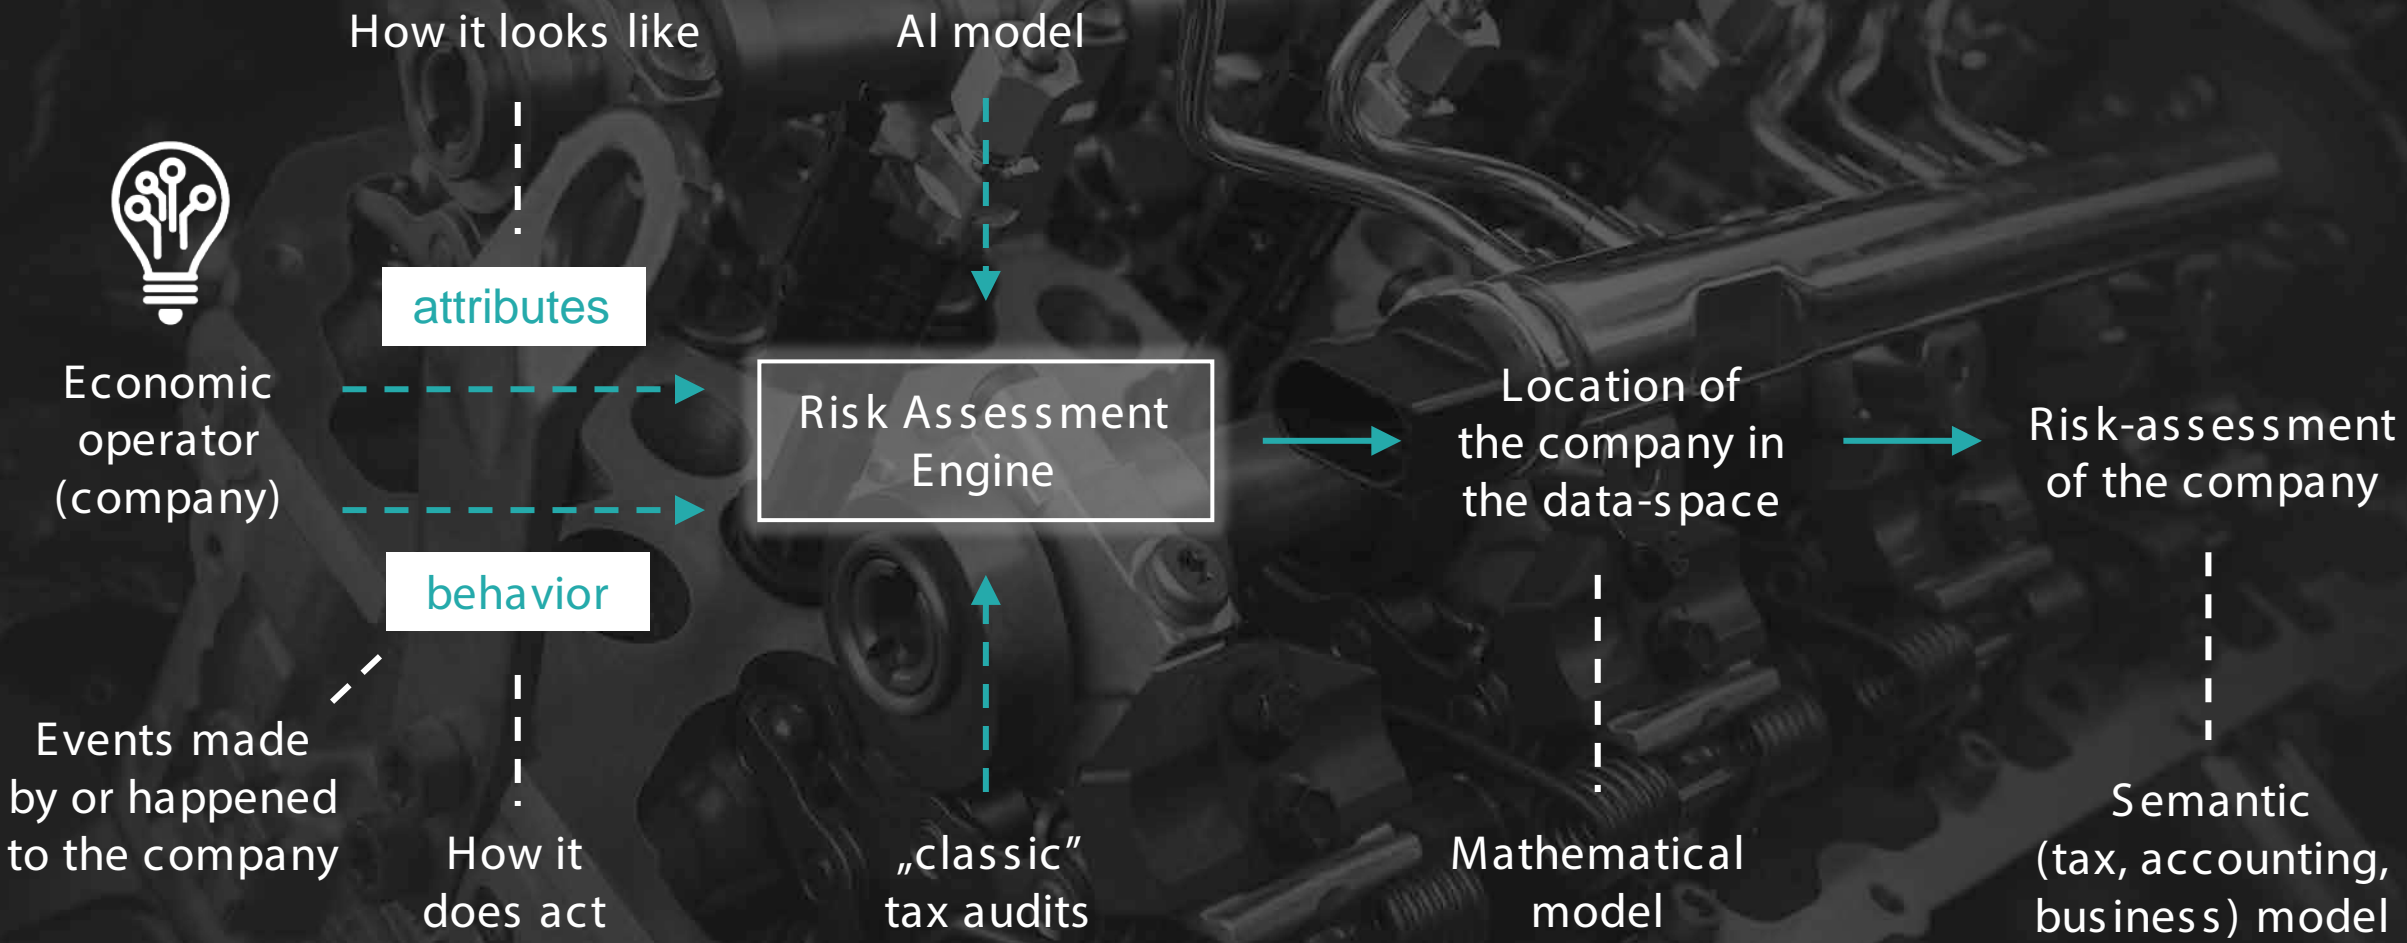 How it looks like
AI model
attributes
Economic
operator
(company)
Risk Assessment
Engine
Location of
the company in
the data-space
Risk-assessment
of the company
behavior
Events made
by or happened
to the company
How it
does act
„classic”
tax audits
Mathematical
model
Semantic
(tax, accounting,
business) model